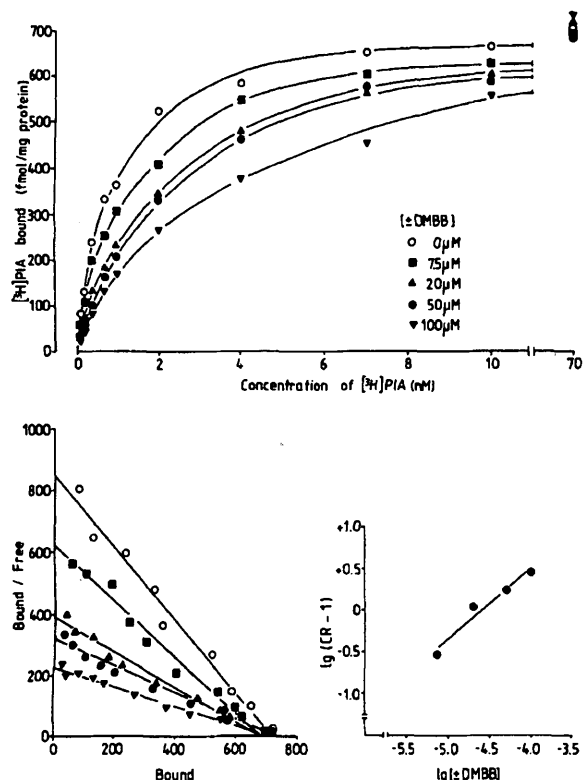 700
600
500
400
300
200
100
0
[³H]PIA bound (fmol/mg protein)
[±DMBB]
0µM
7.5µM
20µM
50µM
100µM
0 2 4 6 8 10 70
Concentration of [³H]PIA (nM)
1000
800
600
400
200
0
Bound / Free
0 200 400 600 800
Bound
+1.0
+0.5
0
-0.5
-1.0
lg (CR - 1)
-5.5 -5.0 -4.5 -4.0 -3.5
lg[±DMBB]